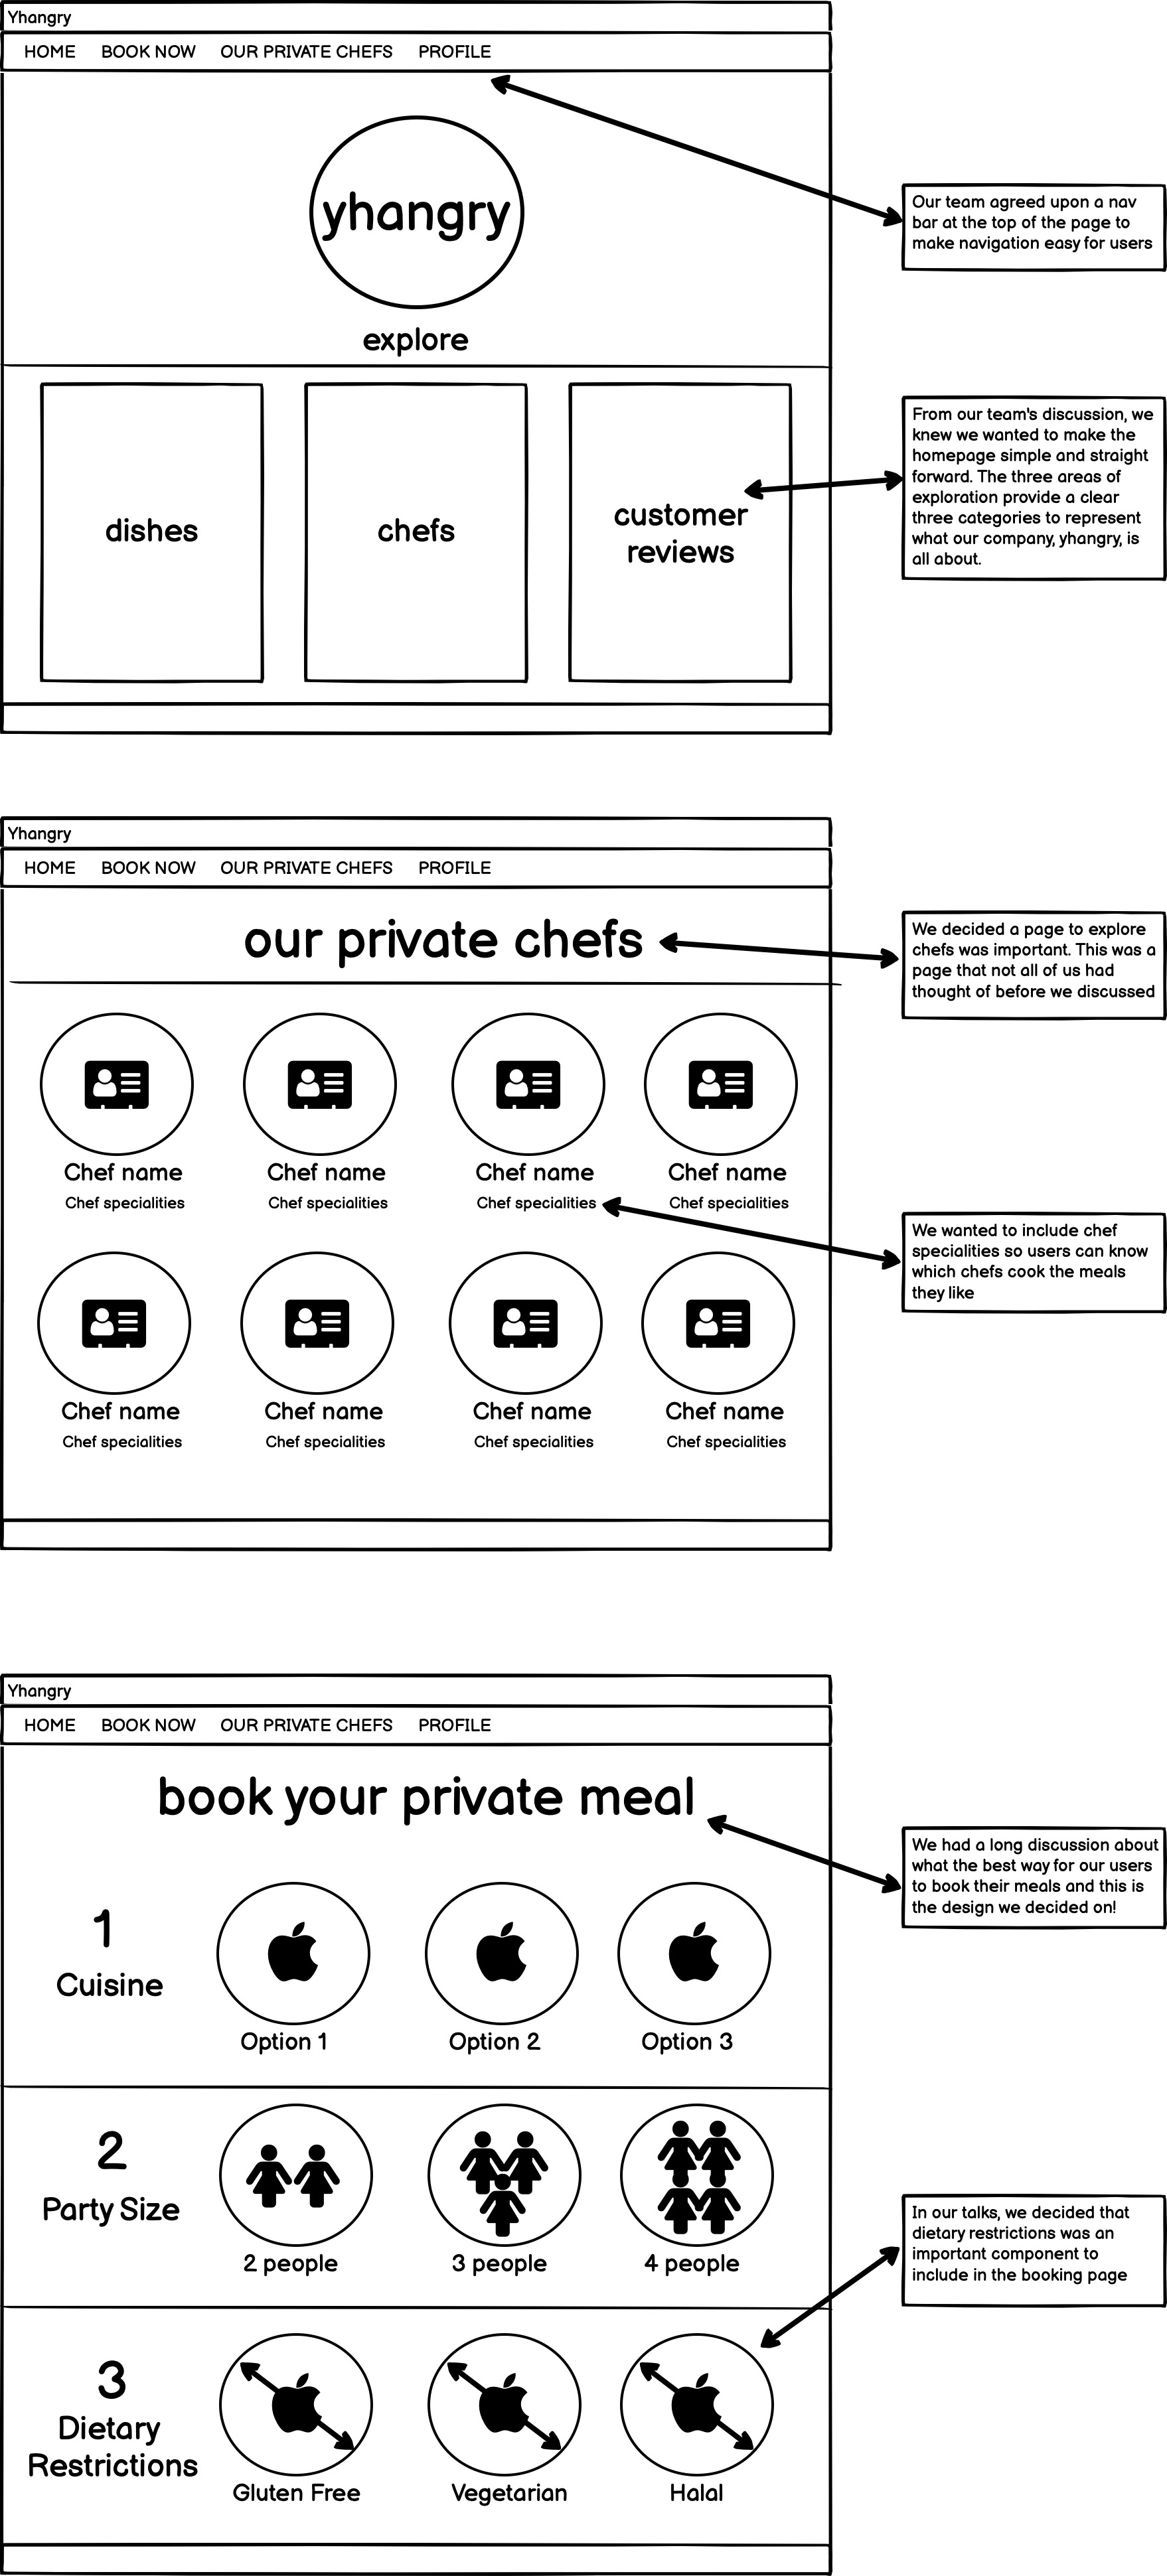 Yhangry
HOME BOOK NOW OUR PRIVATE CHEFS PROFILE
yhangry
explore
dishes
chefs
customer
reviews
Our team agreed upon a nav
bar at the top of the page to
make navigation easy for users
From our team's discussion, we
knew we wanted to make the
homepage simple and straight
forward. The three areas of
exploration provide a clear
three categories to represent
what our company, yhangry, is
all about.
Yhangry
HOME BOOK NOW OUR PRIVATE CHEFS PROFILE
our private chefs
Chef name Chef name Chef name Chef name
Chef specialities Chef specialities Chef specialities Chef specialities
Chef name Chef name Chef name Chef name
Chef specialities Chef specialities Chef specialities Chef specialities
We decided a page to explore
chefs was important. This was a
page that not all of us had
thought of before we discussed
We wanted to include chef
specialities so users can know
which chefs cook the meals
they like
Yhangry
HOME BOOK NOW OUR PRIVATE CHEFS PROFILE
book your private meal
1
Cuisine
Option 1 Option 2 Option 3
2
Party Size
2 people 3 people 4 people
3
Dietary
Restrictions
Gluten Free Vegetarian Halal
We had a long discussion about
what the best way for our users
to book their meals and this is
the design we decided on!
In our talks, we decided that
dietary restrictions was an
important component to
include in the booking page